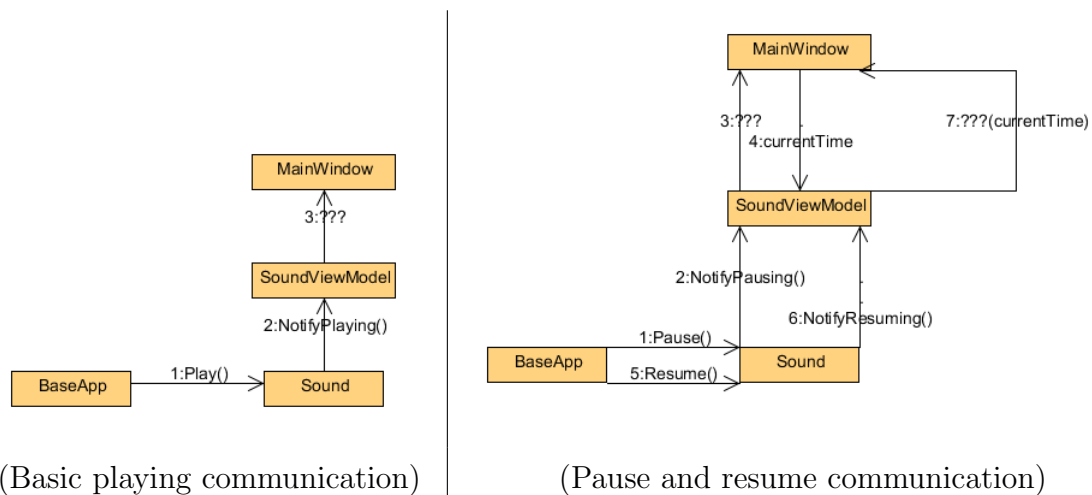 MainWindow
3:???
SoundViewModel
2:NotifyPlaying()
BaseApp
1:Play()
Sound
(Basic playing communication)
MainWindow
3:???
4:currentTime
7:???(currentTime)
SoundViewModel
2:NotifyPausing()
6:NotifyResuming()
BaseApp
1:Pause()
5:Resume()
Sound
(Pause and resume communication)